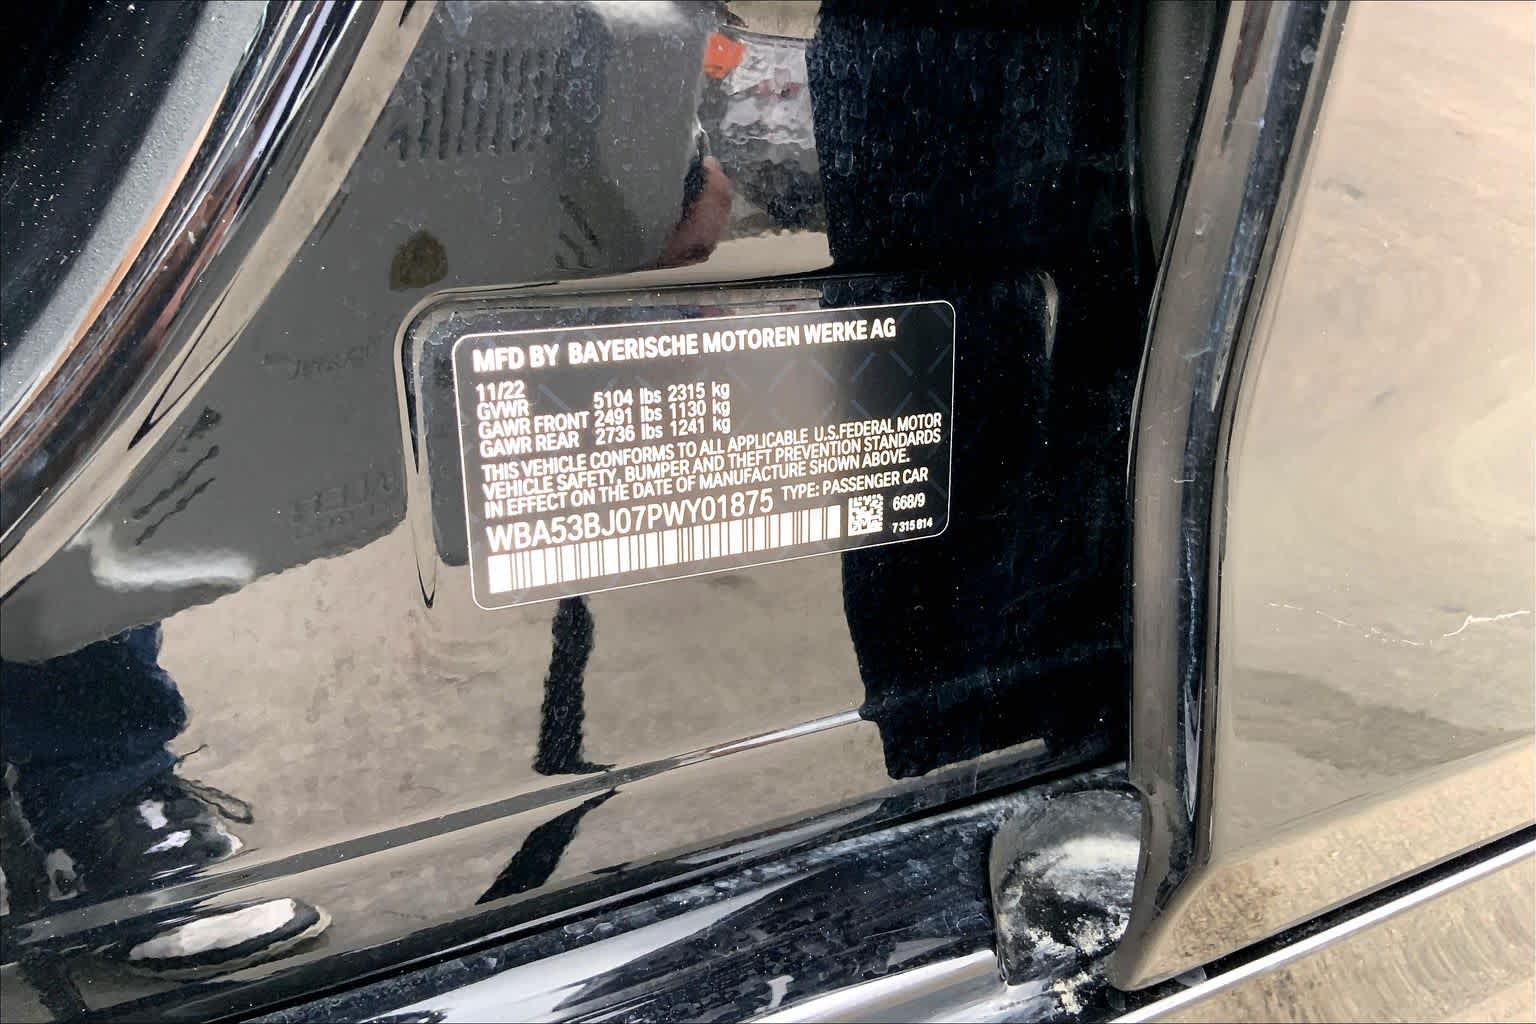 MFD BY BAYERISCHE MOTOREN WERKE AG
11/22
GVWR 5104 lbs 2315 kg
GAWR FRONT 2491 lbs 1130 kg
GAWR REAR 2736 lbs 1241 kg
THIS VEHICLE CONFORMS TO ALL APPLICABLE U.S.FEDERAL MOTOR
VEHICLE SAFETY, BUMPER AND THEFT PREVENTION STANDARDS
IN EFFECT ON THE DATE OF MANUFACTURE SHOWN ABOVE.
WBA53BJ07PWY01875 TYPE: PASSENGER CAR
668/9
7 315 814